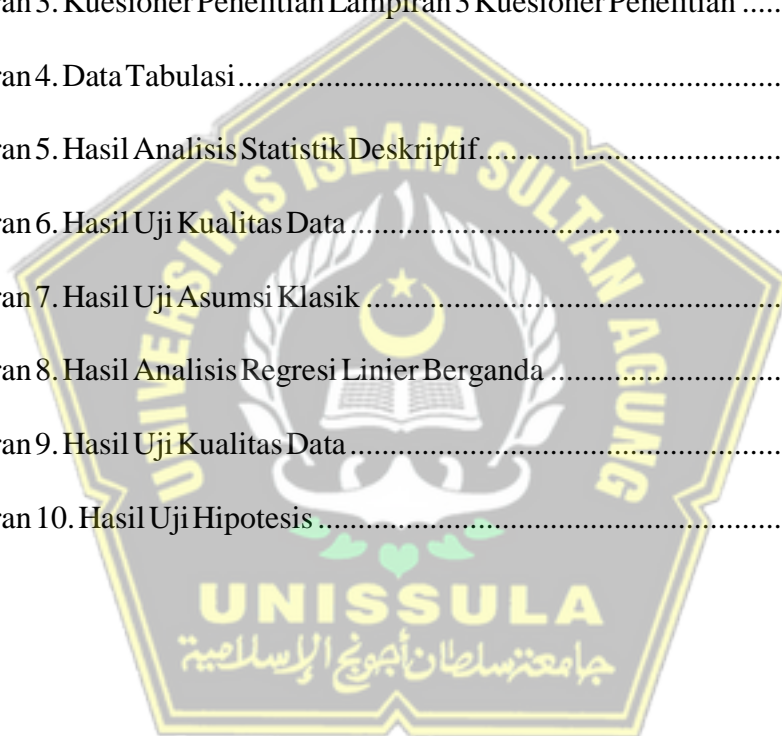 ran 3. Kuesioner Penelitian Lampiran 3 Kuesioner Penelitian .....
ran 4. Data Tabulasi..........................................................................
ran 5. Hasil Analisis Statistik Deskriptif.........................................
ran 6. Hasil Uji Kualitas Data ..........................................................
ran 7. Hasil Uji Asumsi Klasik ........................................................
ran 8. Hasil Analisis Regresi Linier Berganda ...............................
ran 9. Hasil Uji Kualitas Data ..........................................................
ran 10. Hasil Uji Hipotesis ...............................................................
UNIVERSITAS ISLAM SULTAN AGUNG
UNISSULA
جامعتسلطان أجونج الإسلامية